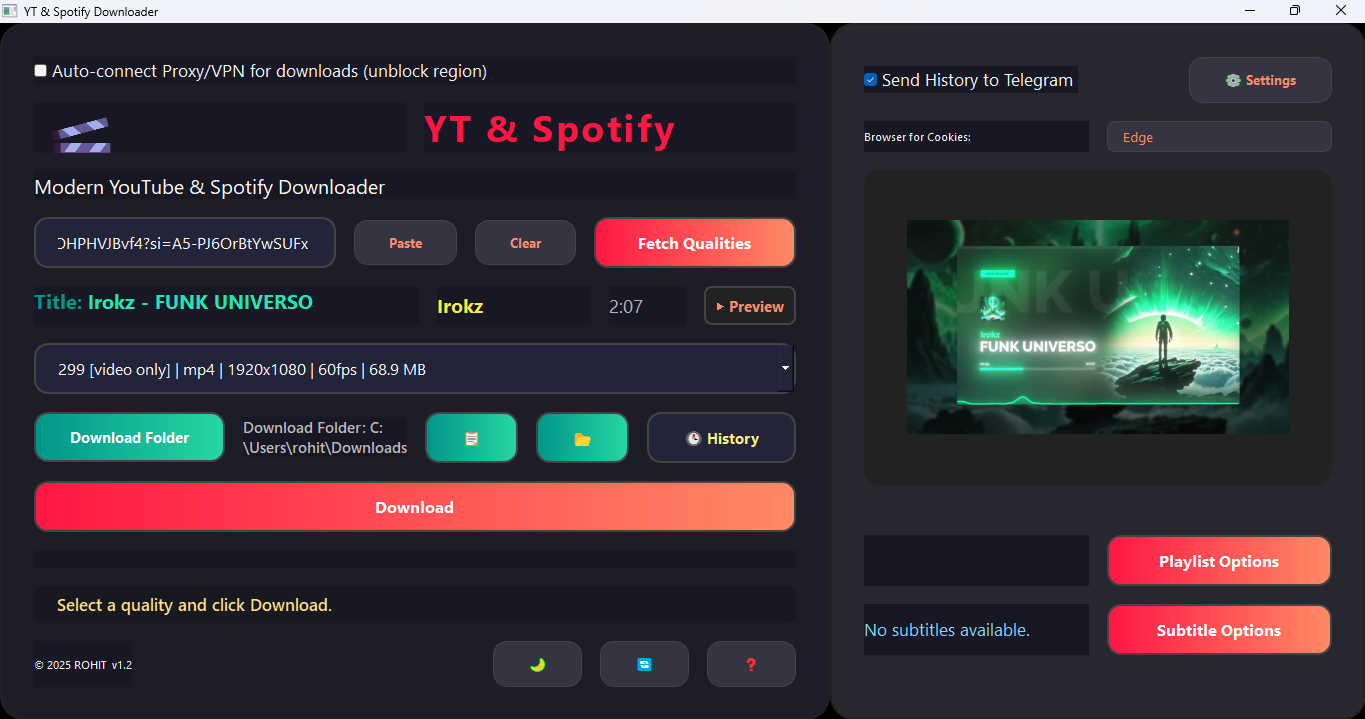 YT & Spotify Downloader
Auto-connect Proxy/VPN for downloads (unblock region)
YT & Spotify
Modern YouTube & Spotify Downloader
OHPHVJBvf4?si=A5-PJ6OrBtYwSUFx
Paste
Clear
Fetch Qualities
Title: Irokz - FUNK UNIVERSO
Irokz
2:07
Preview
299 [video only] | mp4 | 1920x1080 | 60fps | 68.9 MB
Download Folder
Download Folder: C:
\Users\rohit\Downloads
History
Download
Select a quality and click Download.
© 2025 ROHIT v1.2
Send History to Telegram
Settings
Browser for Cookies:
Edge
Irokz
FUNK UNIVERSO
Playlist Options
No subtitles available.
Subtitle Options